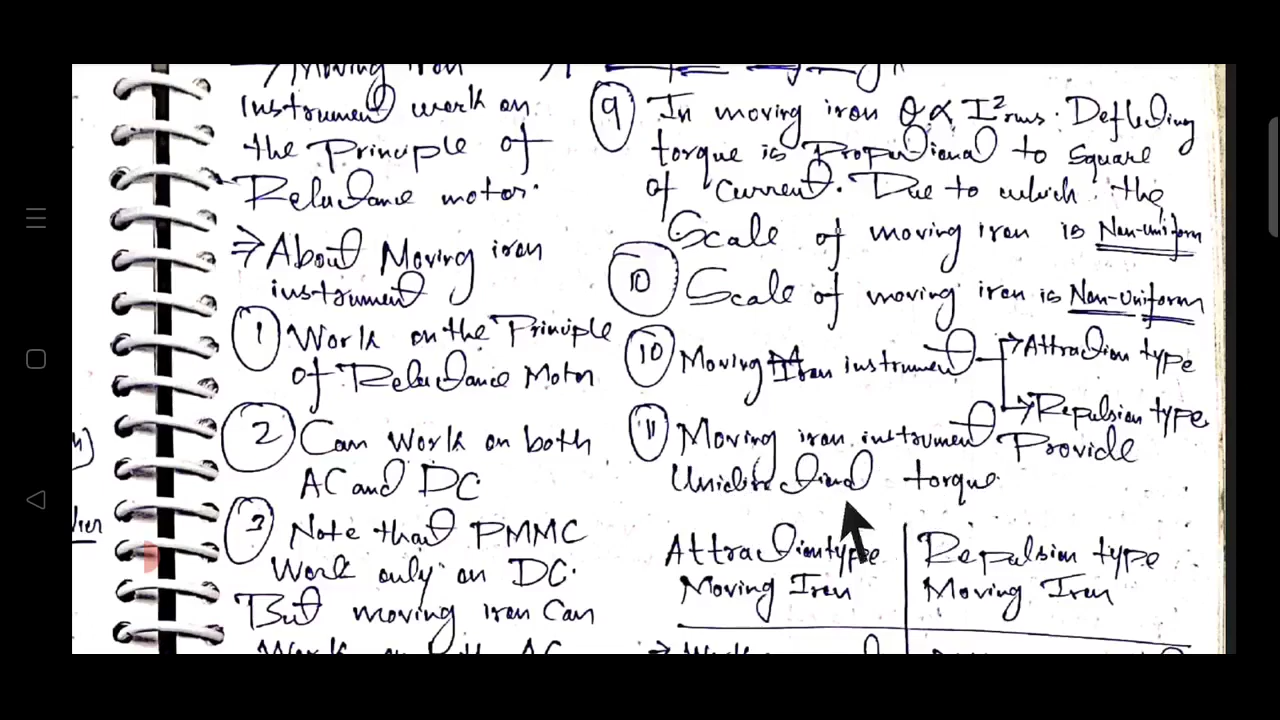 Moving iron
instrument work on
the Principle of
Reluctance motor.
⇒ About Moving iron
instrument
① Work on the Principle
of Reluctance Motor
② Can Work on both
AC and DC
③ Note that PMMC
Work only on DC.
But moving iron Can
⑨ In moving iron θ ∝ I²rms. Deflecting
torque is Proportional to Square
of current. Due to which the
Scale of moving iron is Non-Uniform
⑩ Scale of moving iron is Non-Uniform
⑩ Moving Iron instrument → Attraction type
→ Repulsion type
⑪ Moving iron instrument Provide
Unidirectional torque.
Attraction type
Moving Iron
Repulsion type
Moving Iron